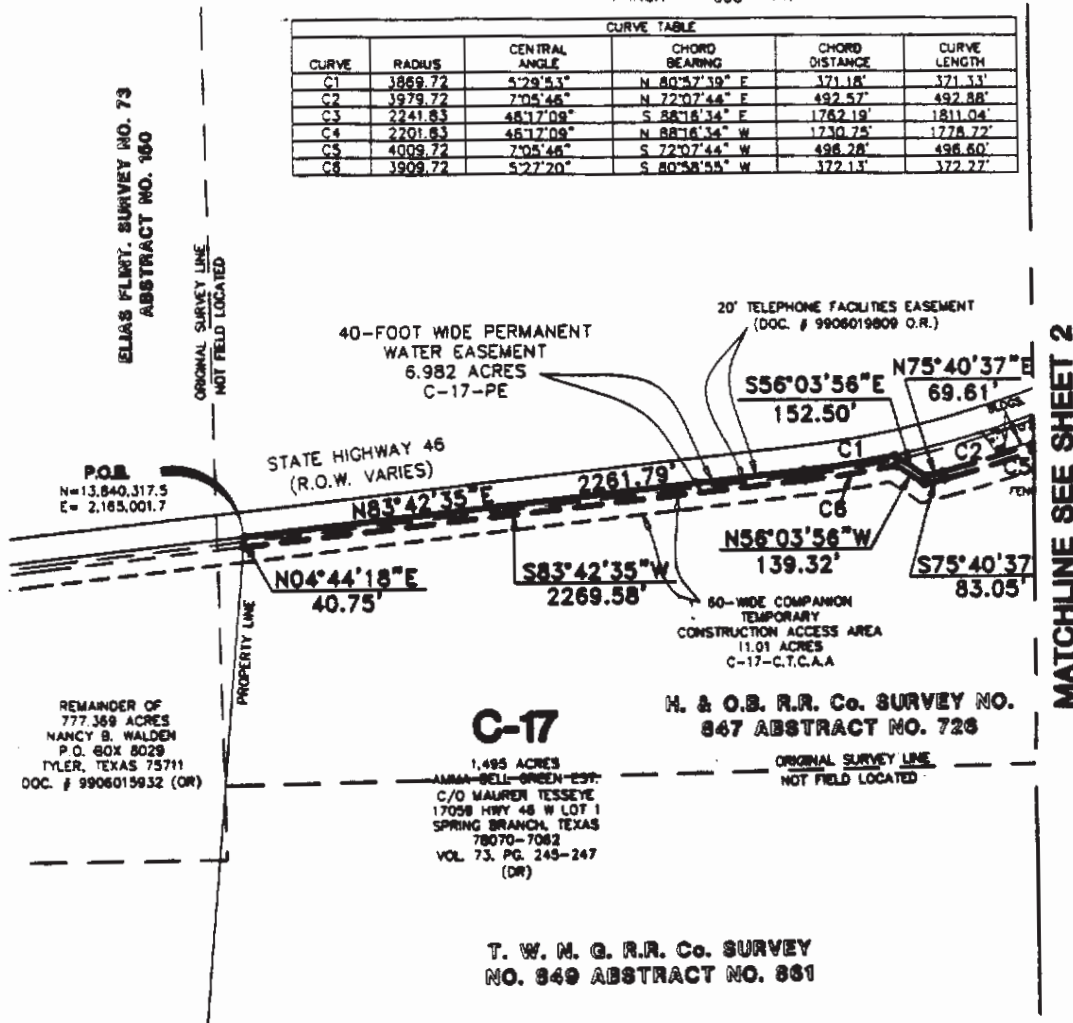 CURVE TABLE
CURVE RADIUS CENTRAL ANGLE CHORD BEARING CHORD DISTANCE CURVE LENGTH
C1 3869.72 5°29'53" N 80°57'39" E 371.18' 371.33'
C2 3979.72 7°05'46" N 72°07'44" E 492.57' 492.88'
C3 2241.83 46°17'09" S 88°16'34" E 1762.19' 1811.04'
C4 2201.83 46°17'09" N 88°16'34" W 1730.75' 1778.72'
C5 4009.72 7°05'46" S 72°07'44" W 496.28' 496.60'
C6 3909.72 5°27'20" S 80°58'55" W 372.13' 372.27'
ELIAS FLINT. SURVEY NO. 73
ABSTRACT NO. 160
ORIGINAL SURVEY LINE
NOT FIELD LOCATED
40-FOOT WIDE PERMANENT
WATER EASEMENT
6.982 ACRES
C-17-PE
20' TELEPHONE FACILITIES EASEMENT
(DOC. # 9906019809 O.R.)
N75°40'37"E
69.61'
S56°03'56"E
152.50'
BLDGS.
P.O.B.
N=13,840,317.5
E= 2,165,001.7
STATE HIGHWAY 46
(R.O.W. VARIES)
N83°42'35"E 2261.79'
C1
C2
C5
C6
N04°44'18"E
40.75'
S83°42'35"W
2269.58'
N56°03'56"W
139.32'
S75°40'37
83.05'
MATCHLINE SEE SHEET 2
PROPERTY LINE
60-WIDE COMPANION
TEMPORARY
CONSTRUCTION ACCESS AREA
11.01 ACRES
C-17-C.T.C.A.A
REMAINDER OF
777.369 ACRES
NANCY B. WALDEN
P.O. BOX 8029
TYLER, TEXAS 75711
DOC. # 9906015932 (OR)
C-17
1,495 ACRES
AMMA BELL GREEN EST.
C/O MAURER TESSEYE
17059 HWY 46 W LOT 1
SPRING BRANCH, TEXAS
78070-7062
VOL. 73, PG. 245-247
(DR)
H. & O.B. R.R. Co. SURVEY NO.
847 ABSTRACT NO. 726
ORIGINAL SURVEY LINE
NOT FIELD LOCATED
T. W. N. G. R.R. Co. SURVEY
NO. 849 ABSTRACT NO. 861